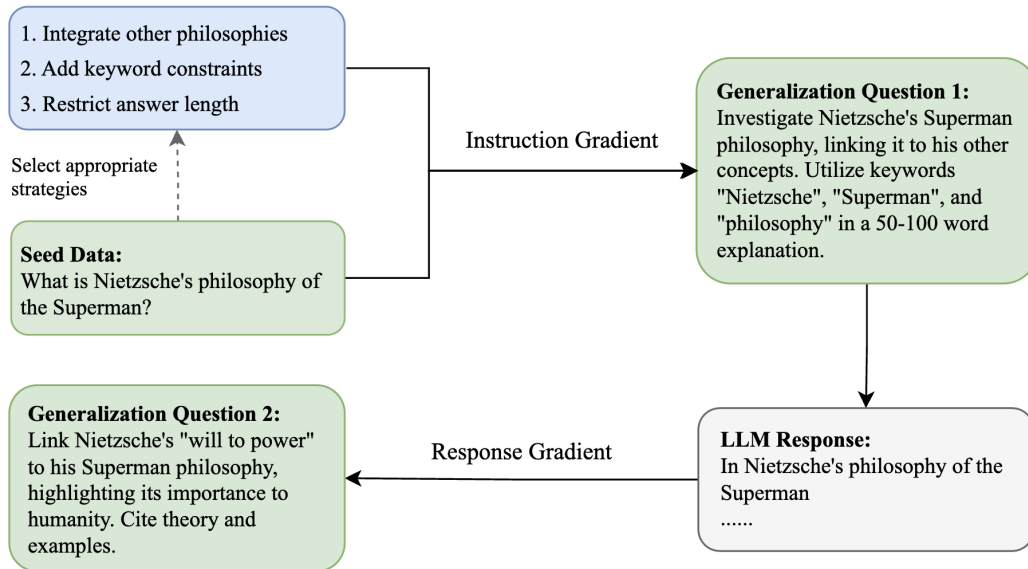 1. Integrate other philosophies
2. Add keyword constraints
3. Restrict answer length
Select appropriate
strategies
Seed Data:
What is Nietzsche's philosophy of
the Superman?
Instruction Gradient
Generalization Question 1:
Investigate Nietzsche's Superman
philosophy, linking it to his other
concepts. Utilize keywords
"Nietzsche", "Superman", and
"philosophy" in a 50-100 word
explanation.
LLM Response:
In Nietzsche's philosophy of the
Superman
......
Response Gradient
Generalization Question 2:
Link Nietzsche's "will to power"
to his Superman philosophy,
highlighting its importance to
humanity. Cite theory and
examples.